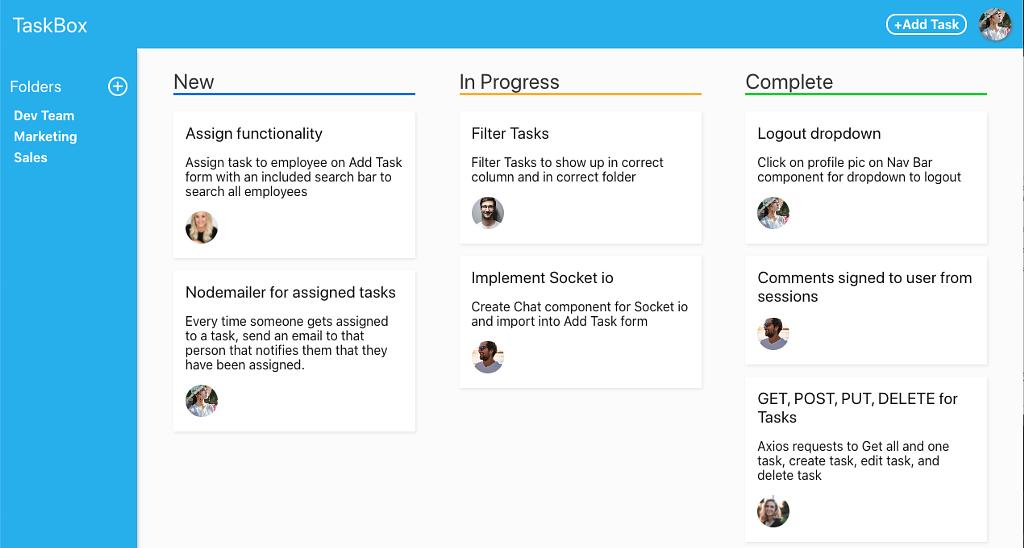 TaskBox
+Add Task
Folders
Dev Team
Marketing
Sales
New
Assign functionality
Assign task to employee on Add Task
form with an included search bar to
search all employees
Nodemailer for assigned tasks
Every time someone gets assigned
to a task, send an email to that
person that notifies them that they
have been assigned.
In Progress
Filter Tasks
Filter Tasks to show up in correct
column and in correct folder
Implement Socket io
Create Chat component for Socket io
and import into Add Task form
Complete
Logout dropdown
Click on profile pic on Nav Bar
component for dropdown to logout
Comments signed to user from
sessions
GET, POST, PUT, DELETE for
Tasks
Axios requests to Get all and one
task, create task, edit task, and
delete task